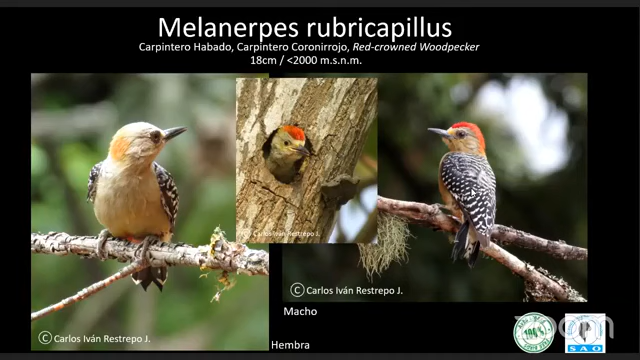 Melanerpes rubricapillus
Carpintero Habado, Carpintero Coronirrojo, Red-crowned Woodpecker
18cm / <2000 m.s.n.m.
© Carlos Iván Restrepo J.
© Carlos Iván Restrepo J.
© Carlos Iván Restrepo J.
Macho
Hembra
SAO